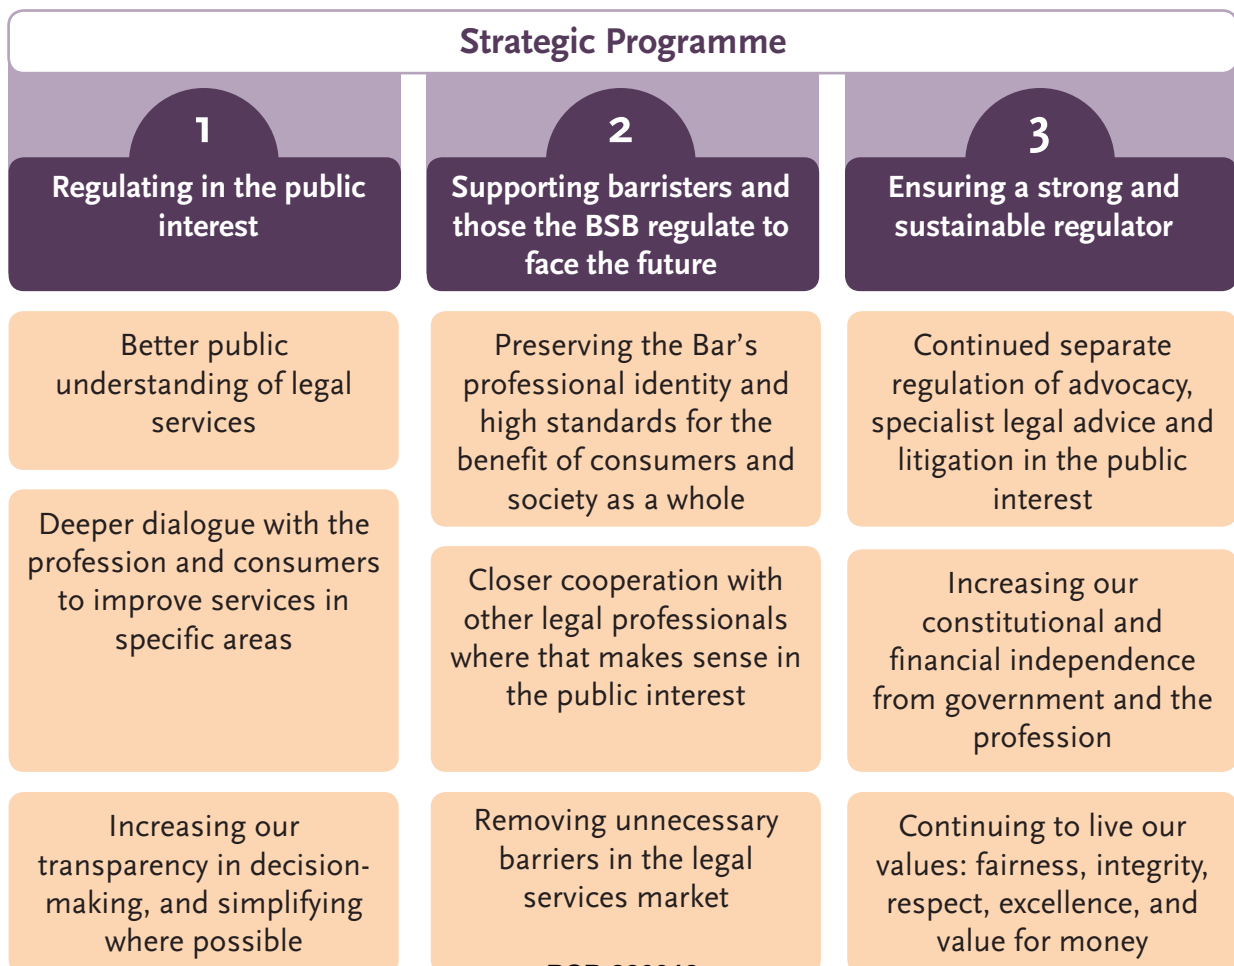 Strategic Programme
1
Regulating in the public
interest
Better public
understanding of legal
services
Deeper dialogue with the
profession and consumers
to improve services in
specific areas
Increasing our
transparency in decision-
making, and simplifying
where possible
2
Supporting barristers and
those the BSB regulate to
face the future
Preserving the Bar’s
professional identity and
high standards for the
benefit of consumers and
society as a whole
Closer cooperation with
other legal professionals
where that makes sense in
the public interest
Removing unnecessary
barriers in the legal
services market
3
Ensuring a strong and
sustainable regulator
Continued separate
regulation of advocacy,
specialist legal advice and
litigation in the public
interest
Increasing our
constitutional and
financial independence
from government and the
profession
Continuing to live our
values: fairness, integrity,
respect, excellence, and
value for money